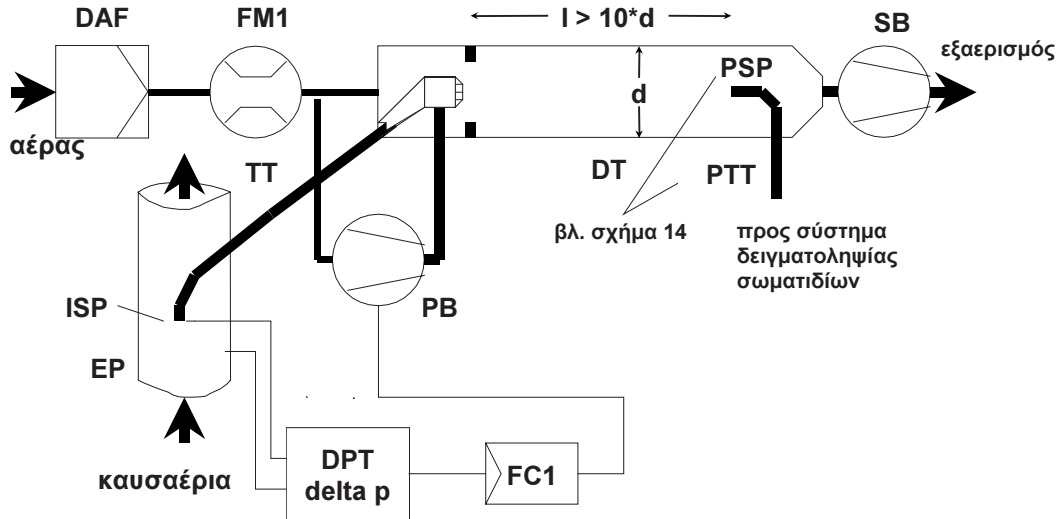 DAF
FM1
l > 10*d
SB
εξαερισμός
PSP
d
αέρας
TT
DT
PTT
βλ. σχήμα 14
προς σύστημα
δειγματοληψίας
σωματιδίων
ISP
PB
EP
καυσαέρια
DPT
delta p
FC1